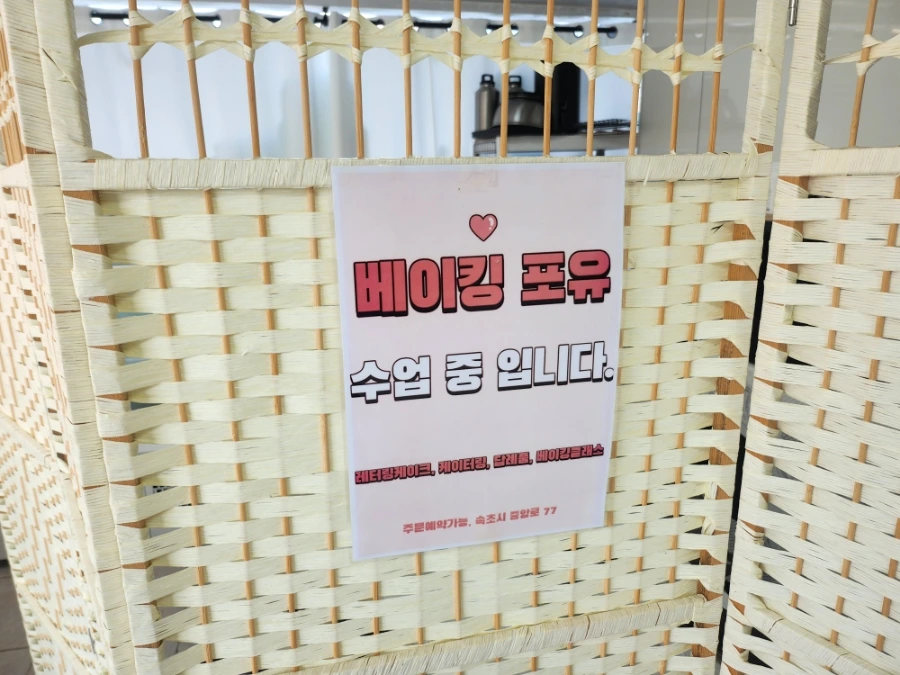 베이킹 포유
수업 중 입니다.
레터링케이크, 케이터링, 답례품, 베이킹클래스
주문예약가능, 속초시 중앙로 77